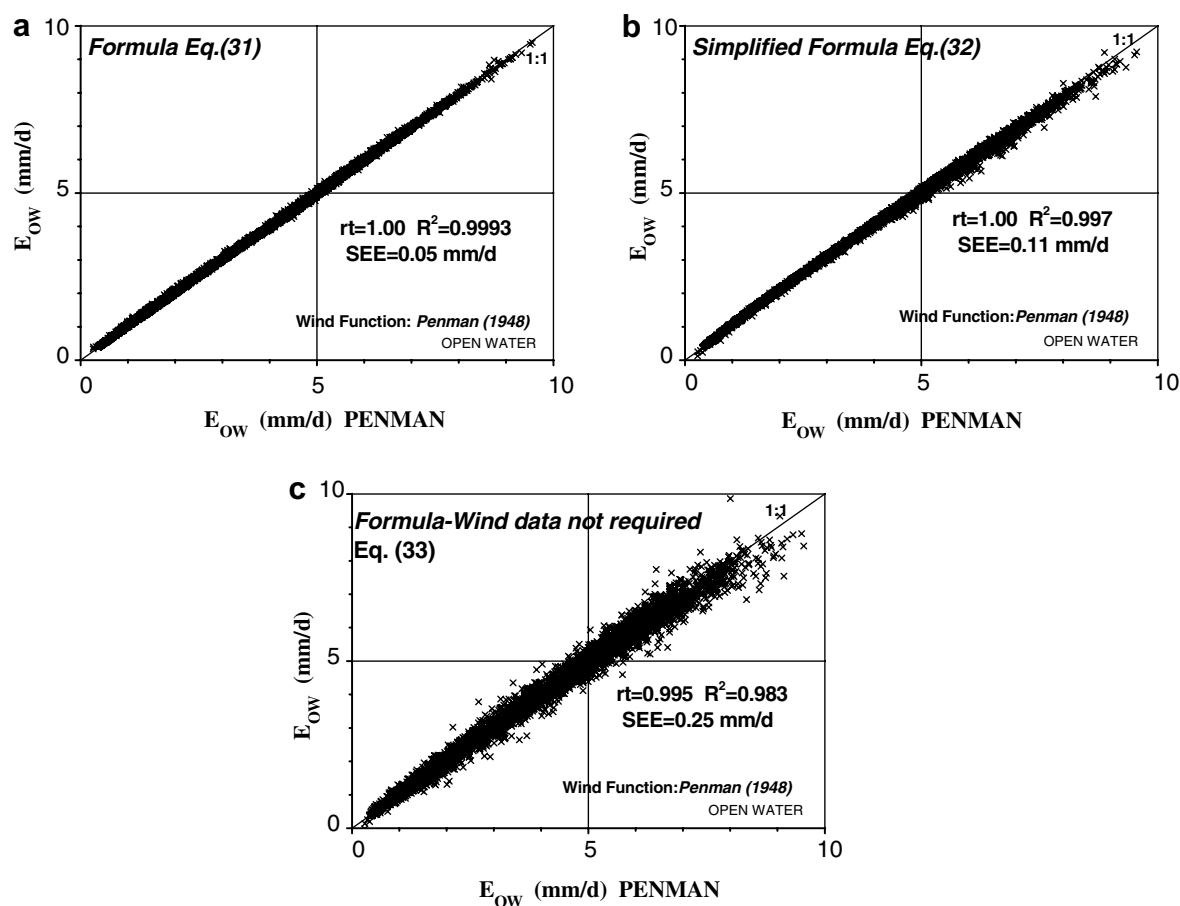 a
Formula Eq.(31)
1:1
rt=1.00 R²=0.9993
SEE=0.05 mm/d
Wind Function: Penman (1948)
OPEN WATER
10
5
0
0 5 10
E_OW (mm/d)
E_OW (mm/d) PENMAN
b
Simplified Formula Eq(32)
1:1
rt=1.00 R²=0.997
SEE=0.11 mm/d
Wind Function:Penman (1948)
OPEN WATER
10
5
0
0 5 10
E_OW (mm/d)
E_OW (mm/d) PENMAN
c
Formula-Wind data not required
Eq. (33)
1:1
rt=0.995 R²=0.983
SEE=0.25 mm/d
Wind Function:Penman (1948)
OPEN WATER
10
5
0
0 5 10
E_OW (mm/d)
E_OW (mm/d) PENMAN